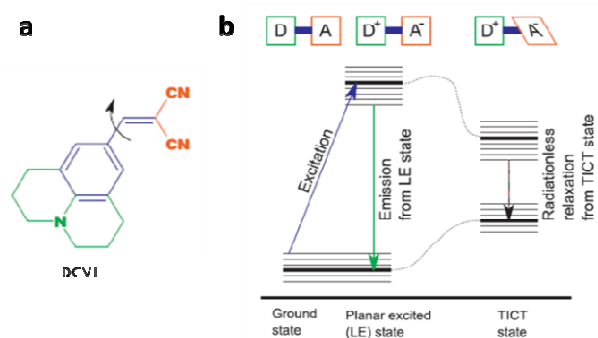 a
CN
CN
N
DCVJ
b
D A
D⁺ A⁻
D⁺ A⁻
Excitation
Emission
from LE state
Radiationless
relaxation
from TICT state
Ground
state
Planar excited
(LE) state
TICT
state